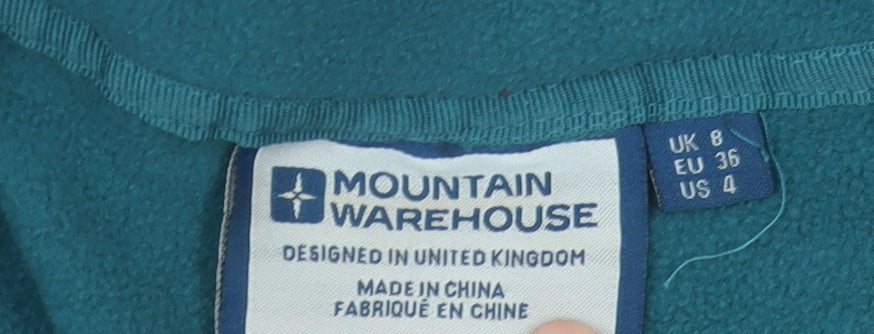 MOUNTAIN
WAREHOUSE
DESIGNED IN UNITED KINGDOM
MADE IN CHINA
FABRIQUÉ EN CHINE
UK 8
EU 36
US 4